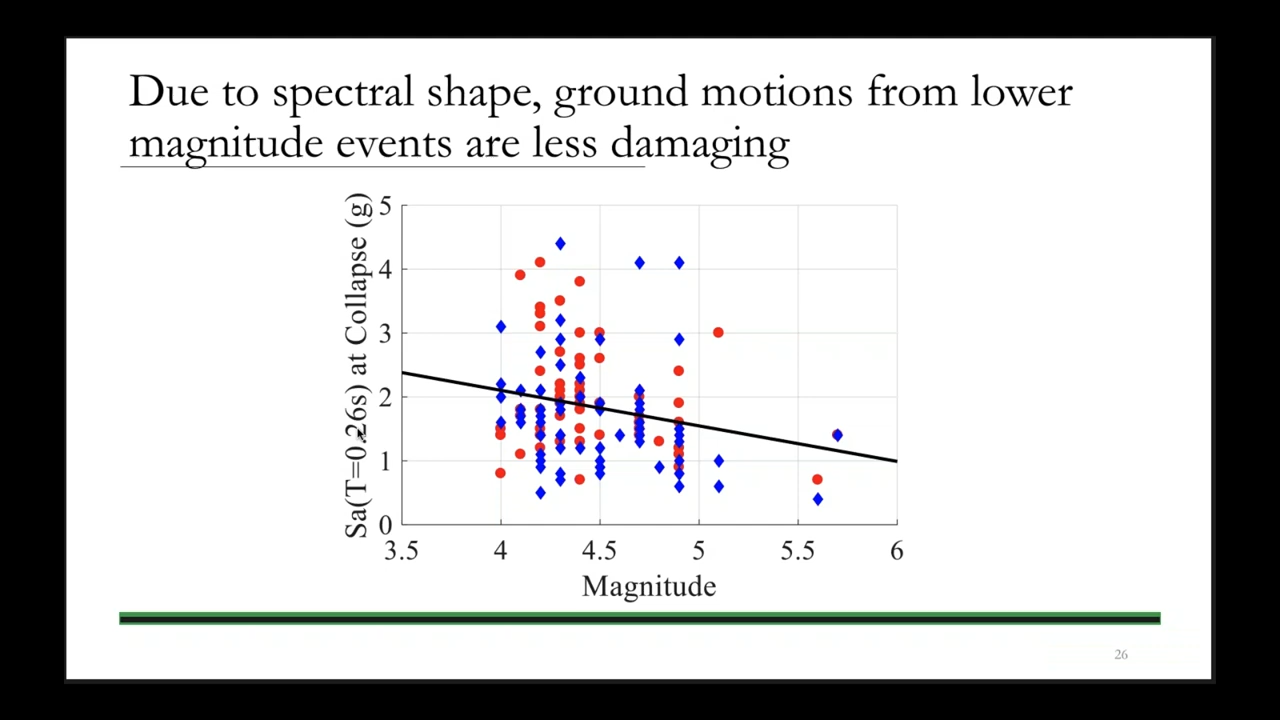 Due to spectral shape, ground motions from lower
magnitude events are less damaging
Sa(T=0.26s) at Collapse (g)
5
4
3
2
1
0
3.5 4 4.5 5 5.5 6
Magnitude
26